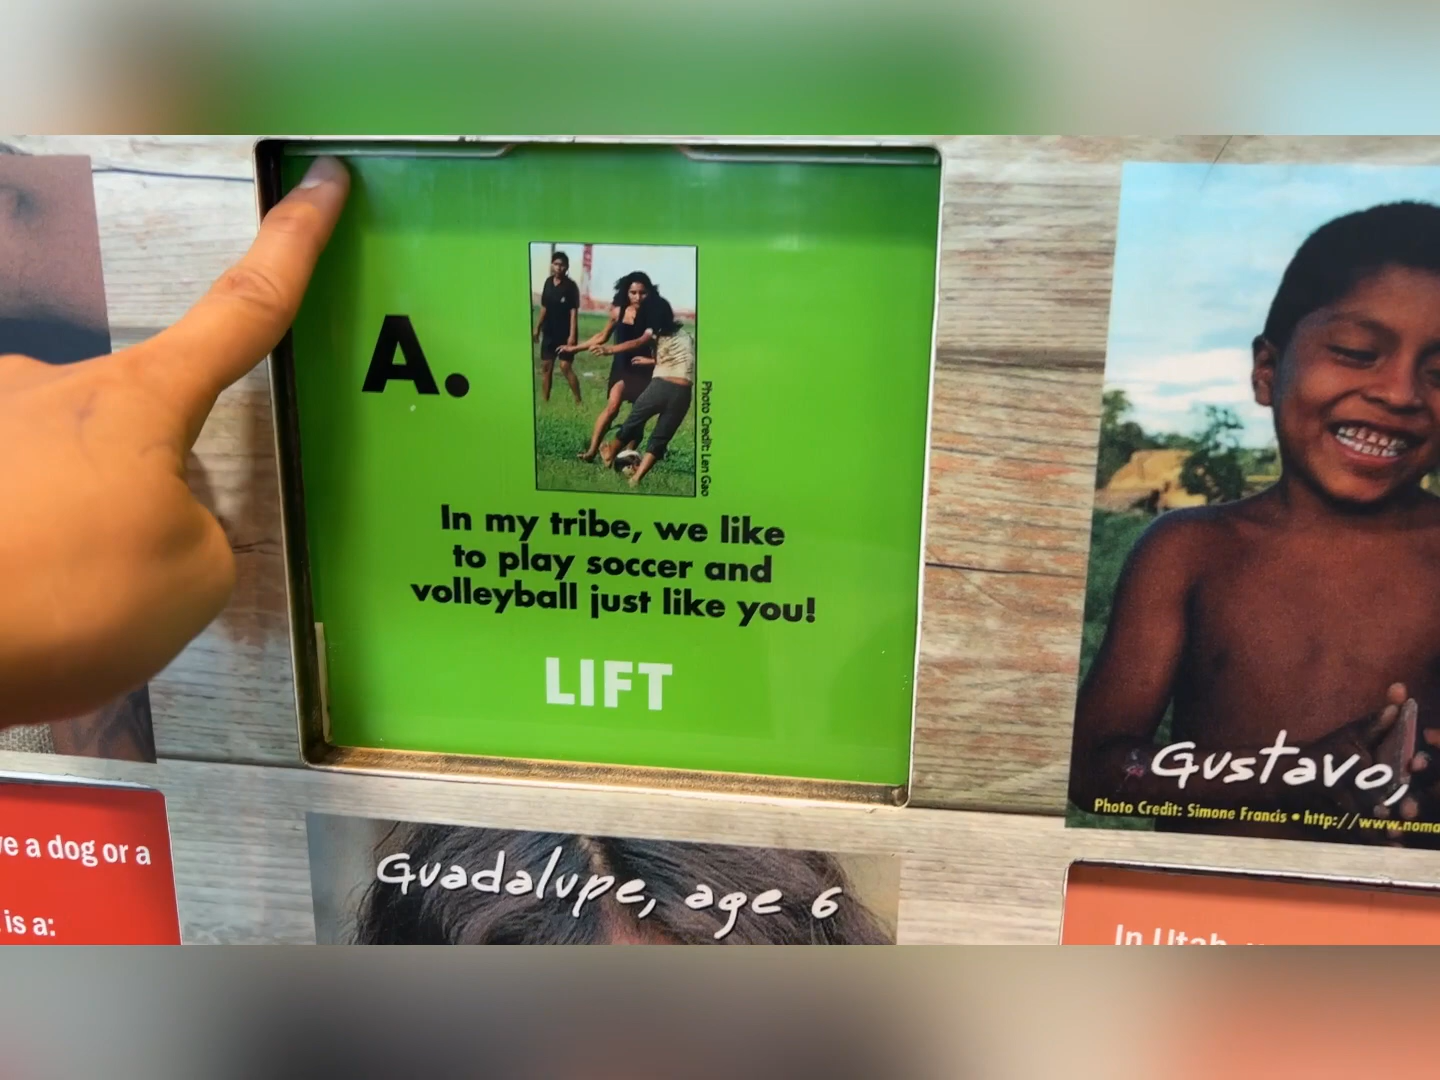 A.
Photo Credit: Len Gao
In my tribe, we like
to play soccer and
volleyball just like you!
LIFT
Gustavo,
Photo Credit: Simone Francis • http://www.noma
Guadalupe, age 6
ve a dog or a
is a:
In Utah,